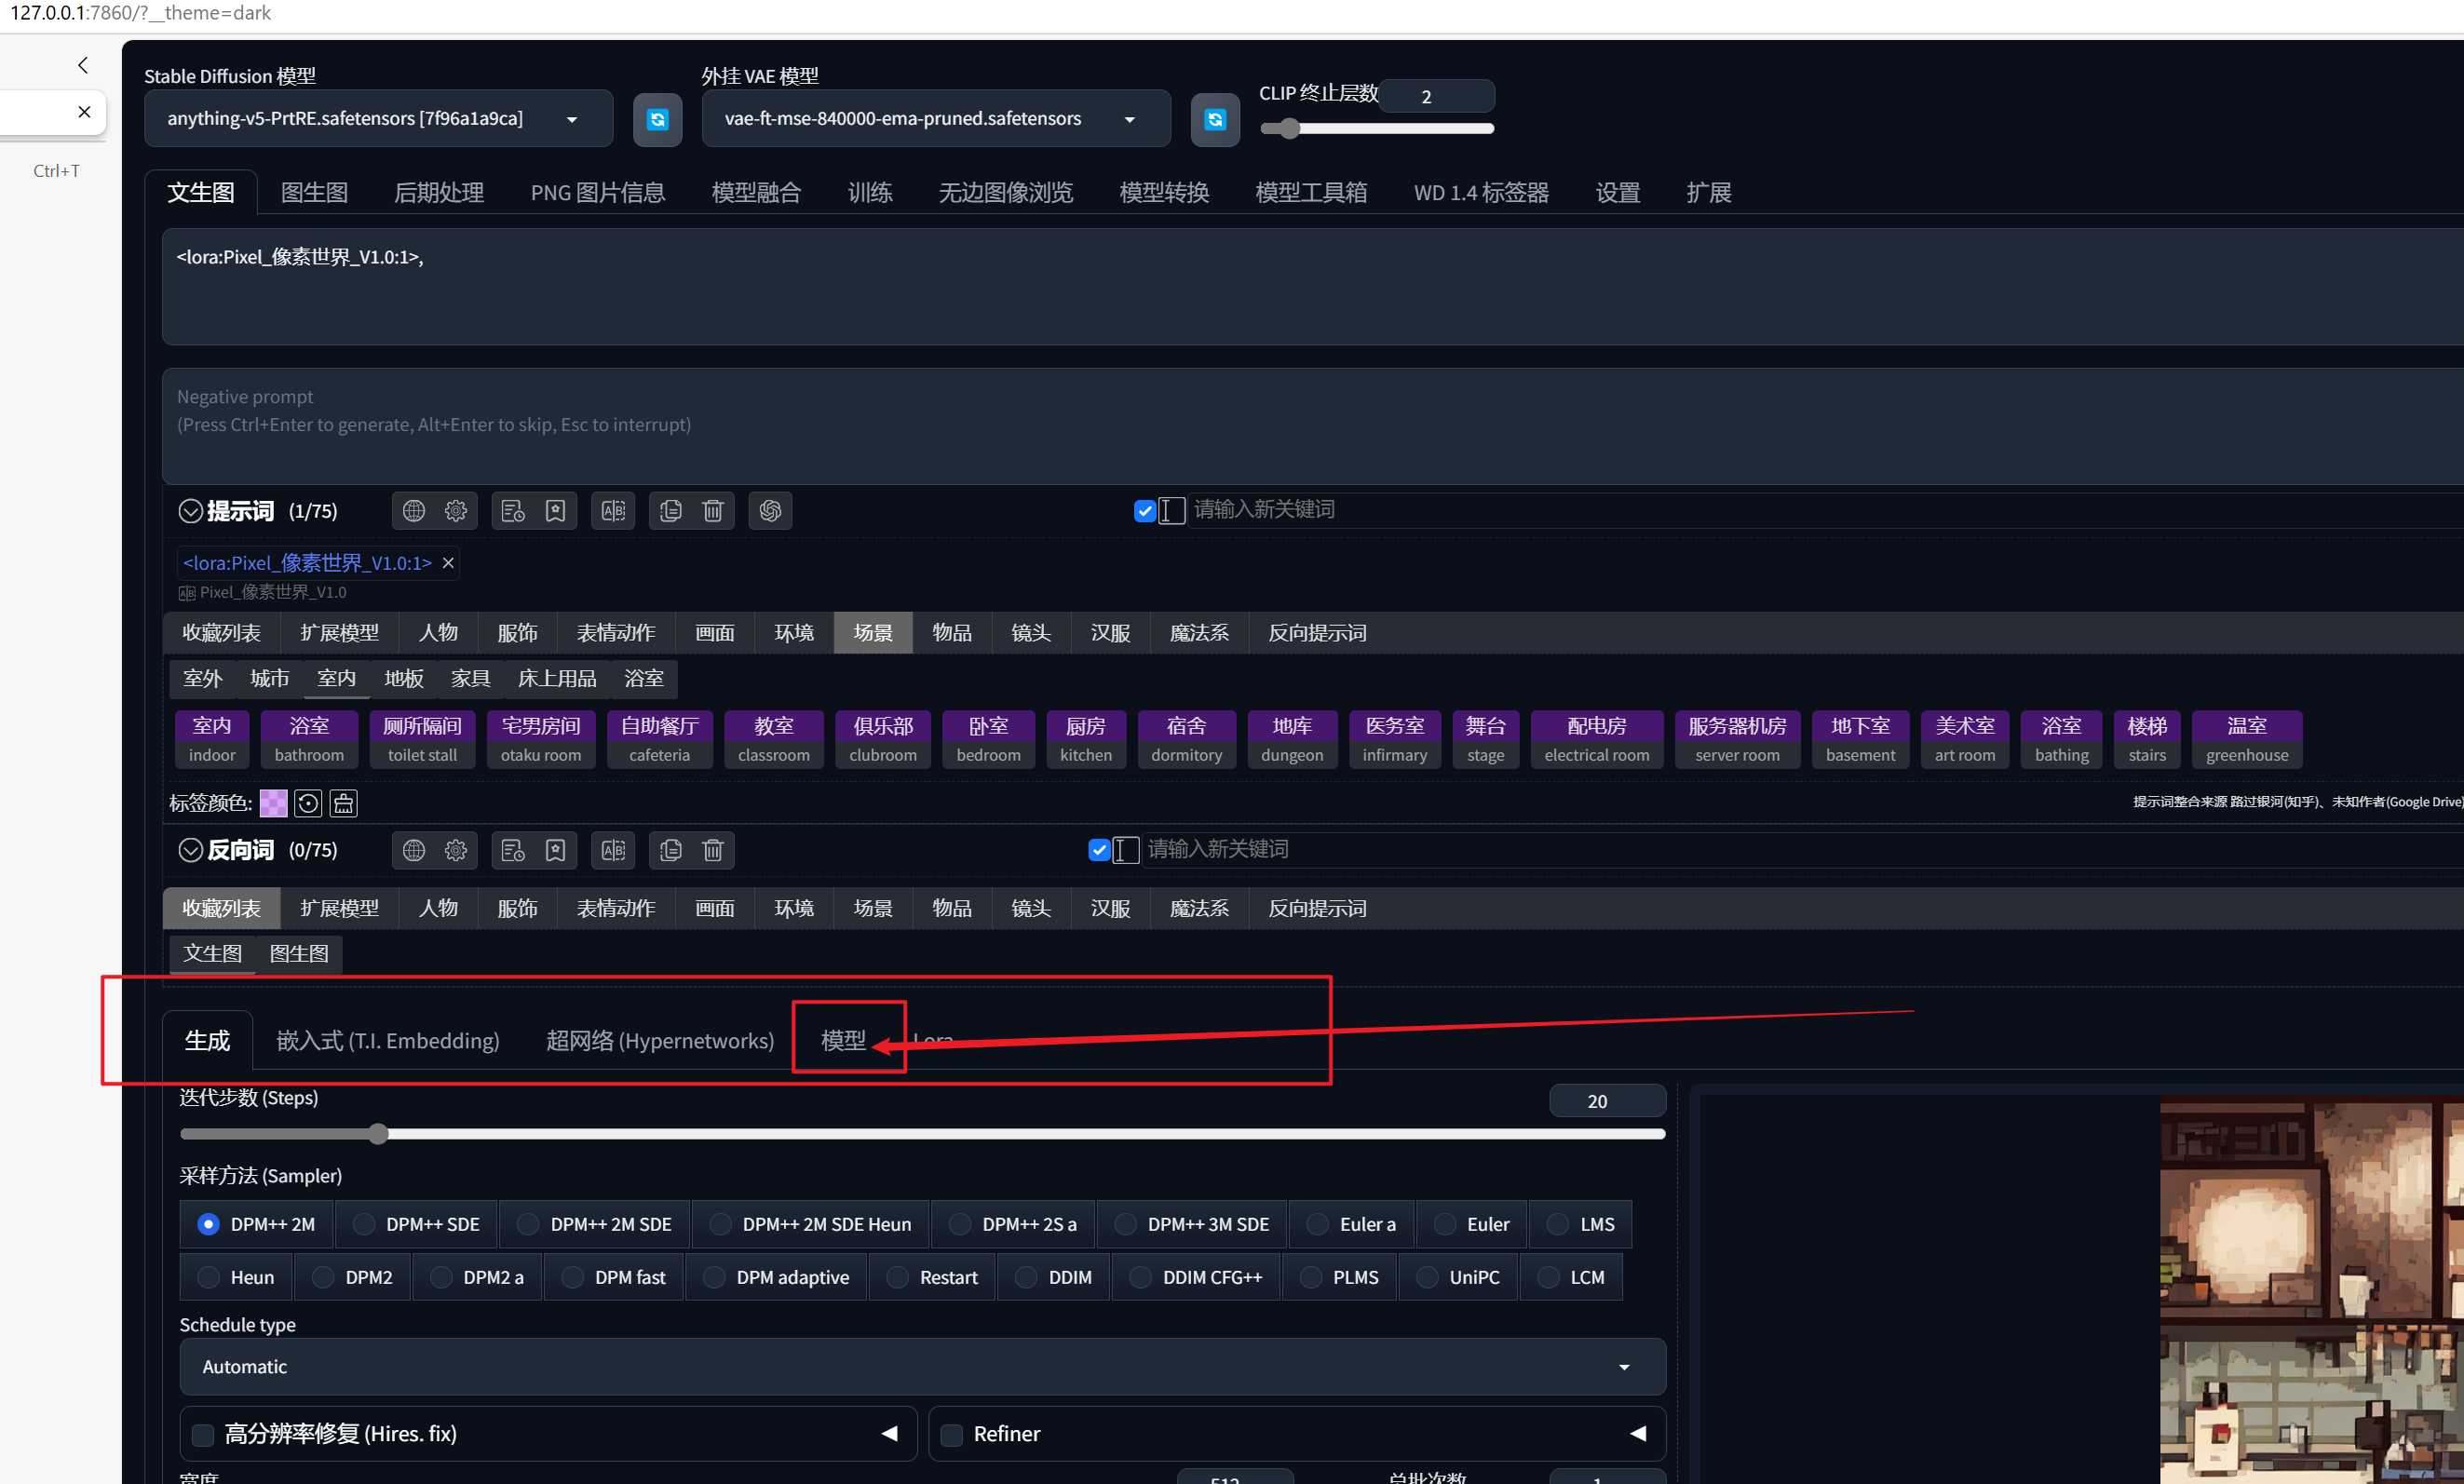 127.0.0.1:7860/?__theme=dark
Ctrl+T
Stable Diffusion 模型
外挂 VAE 模型
CLIP 终止层数
2
anything-v5-PrtRE.safetensors [7f96a1a9ca]
vae-ft-mse-840000-ema-pruned.safetensors
文生图 图生图 后期处理 PNG 图片信息 模型融合 训练 无边图像浏览 模型转换 模型工具箱 WD 1.4 标签器 设置 扩展
<lora:Pixel_像素世界_V1.0:1>,
Negative prompt
(Press Ctrl+Enter to generate, Alt+Enter to skip, Esc to interrupt)
提示词 (1/75) 请输入新关键词
<lora:Pixel_像素世界_V1.0:1>
Pixel_像素世界_V1.0
收藏列表 扩展模型 人物 服饰 表情动作 画面 环境 场景 物品 镜头 汉服 魔法系 反向提示词
室外 城市 室内 地板 家具 床上用品 浴室
室内 浴室 厕所隔间 宅男房间 自助餐厅 教室 俱乐部 卧室 厨房 宿舍 地库 医务室 舞台 配电房 服务器机房 地下室 美术室 浴室 楼梯 温室
indoor bathroom toilet stall otaku room cafeteria classroom clubroom bedroom kitchen dormitory dungeon infirmary stage electrical room server room basement art room bathing stairs greenhouse
标签颜色: 提示词整合来源 路过银河(知乎)、未知作者(Google Drive)
反向词 (0/75) 请输入新关键词
收藏列表 扩展模型 人物 服饰 表情动作 画面 环境 场景 物品 镜头 汉服 魔法系 反向提示词
文生图 图生图
生成 嵌入式 (T.I. Embedding) 超网络 (Hypernetworks) 模型 Lora
迭代步数 (Steps) 20
采样方法 (Sampler)
DPM++ 2M DPM++ SDE DPM++ 2M SDE DPM++ 2M SDE Heun DPM++ 2S a DPM++ 3M SDE Euler a Euler LMS
Heun DPM2 DPM2 a DPM fast DPM adaptive Restart DDIM DDIM CFG++ PLMS UniPC LCM
Schedule type
Automatic
高分辨率修复 (Hires. fix) Refiner
宽度 512 总批次数 1